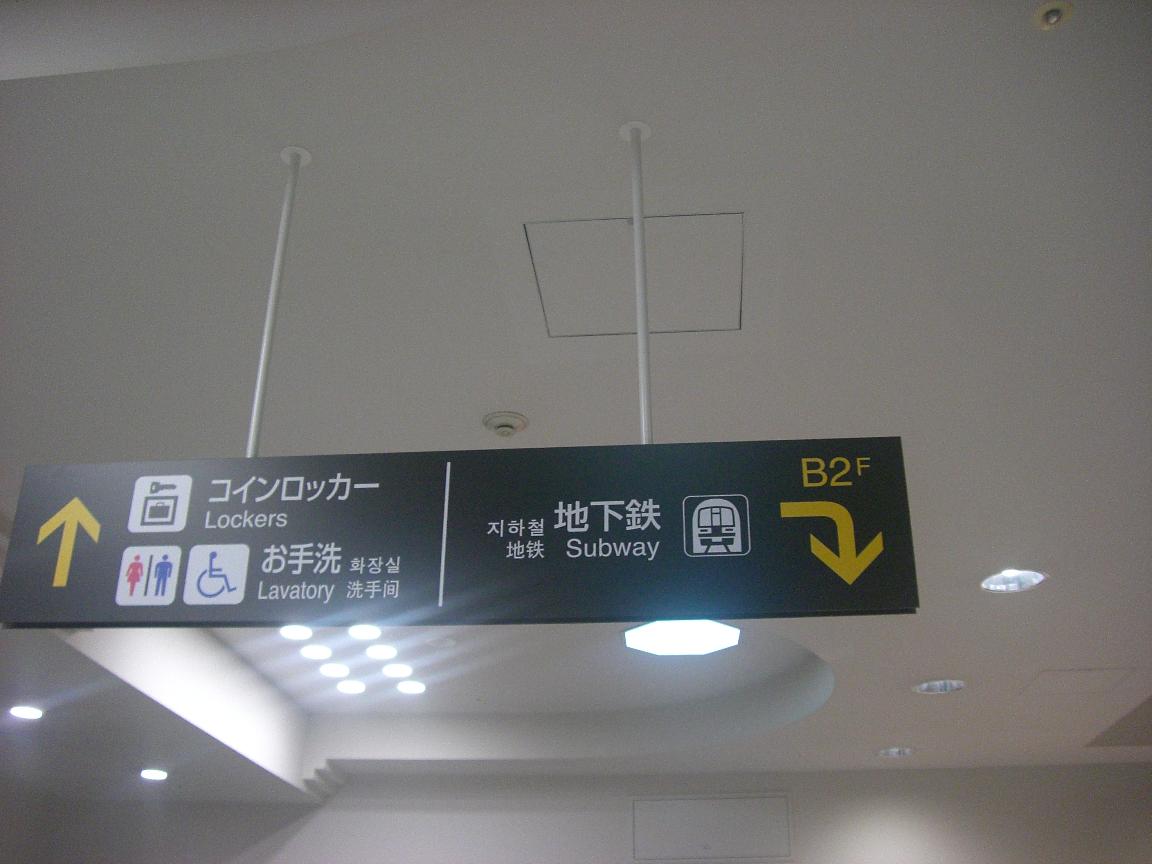 コインロッカー
Lockers
お手洗 화장실
Lavatory 洗手间
지하철 地下鉄
地铁 Subway
B2F